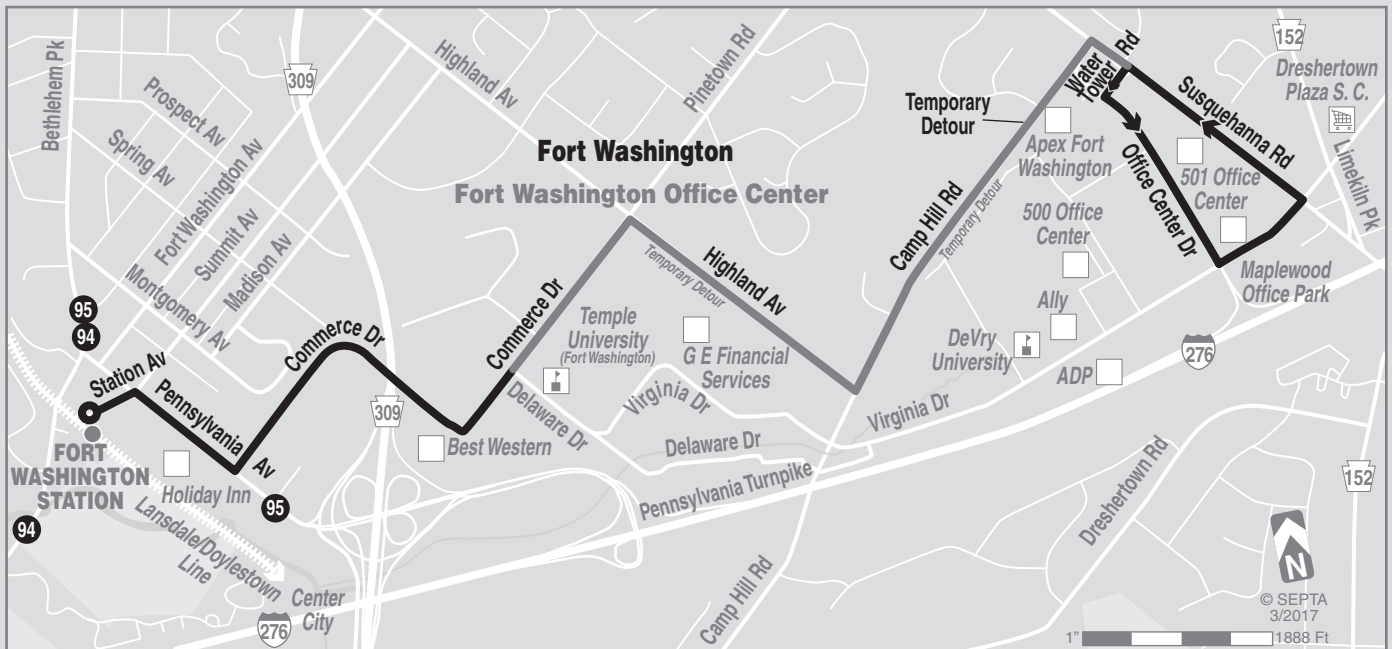 Bethlehem Pk
309
Highland Av
Pinetown Rd
Prospect Av
Spring Av
Fort Washington Av
Summit Av
Madison Av
Montgomery Av
Fort Washington
Fort Washington Office Center
Temporary
Detour
Water
Tower
Rd
Susquehanna Rd
152
Dreshertown
Plaza S. C.
Limekiln Pk
Apex Fort
Washington
501 Office
Center
Office Center Dr
500 Office
Center
Camp Hill Rd
Temporary Detour
Maplewood
Office Park
Highland Av
Temporary Detour
95
94
Station Av
Commerce Dr
Commerce Dr
Temple
University
(Fort Washington)
G E Financial
Services
Ally
DeVry
University
ADP
276
Pennsylvania
Av
309
Best Western
Delaware Dr
Virginia Dr
Delaware Dr
Virginia Dr
Pennsylvania Turnpike
FORT
WASHINGTON
STATION
Holiday Inn
95
94
Lansdale/Doylestown
Line
Center
City
276
Camp Hill Rd
Dreshertown Rd
152
N
© SEPTA
3/2017
1"
1888 Ft